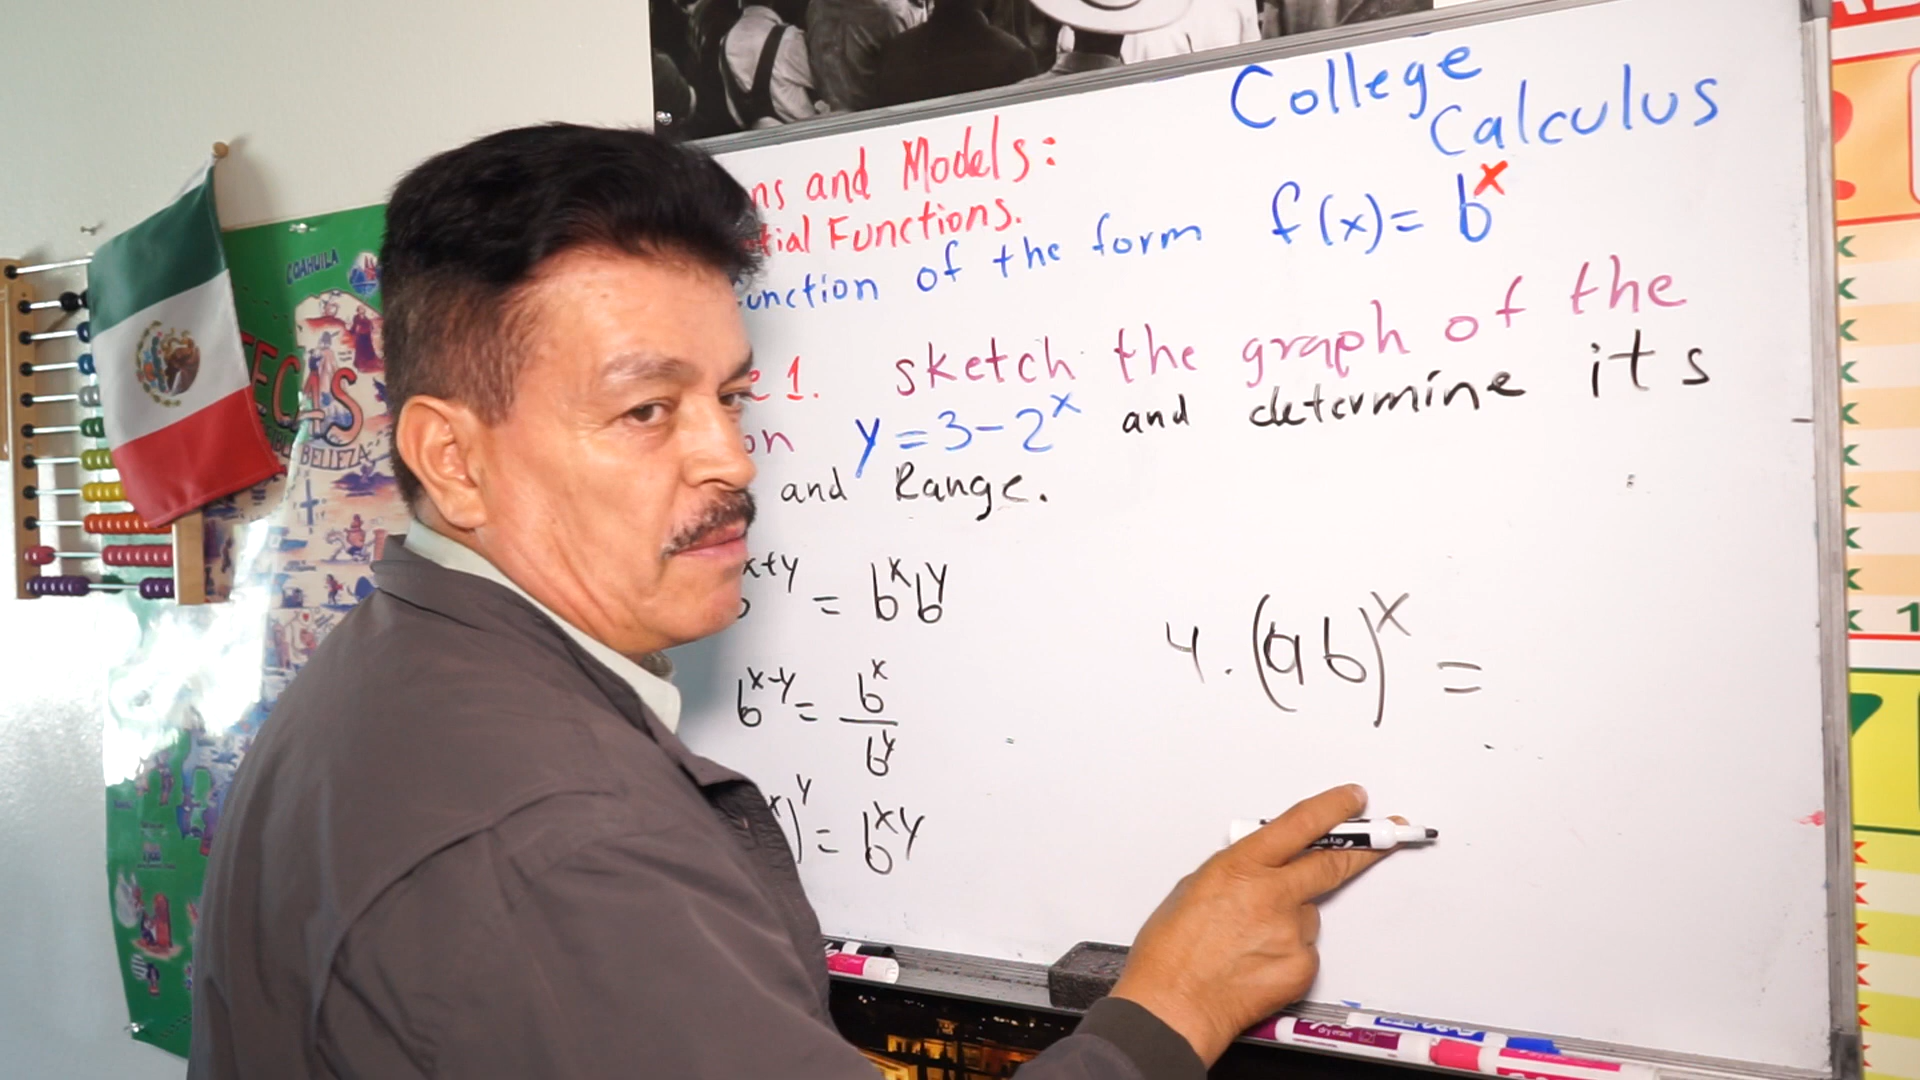 College
Calculus
ns and Models:
tial Functions.
unction of the form f(x) = b^x
e 1. sketch the graph of the
on y = 3 - 2^x and determine its
and Range.
x+y = b^x b^y
b^x-y = b^x / b^y
x)^y = b^xy
4. (ab)^x =
COAHUILA
TECAS
BELLEZA